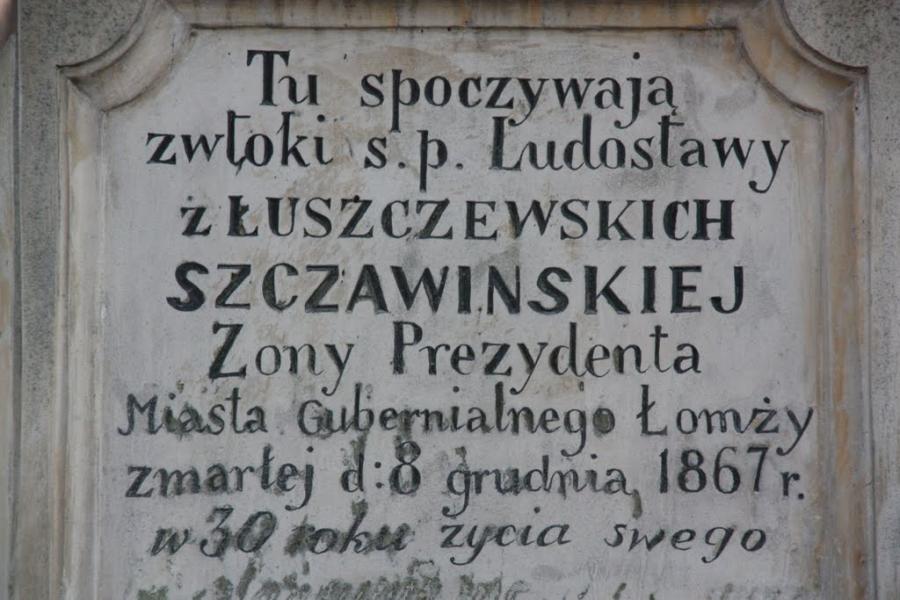 Tu spoczywają
zwłoki s.p. Ludosławy
z ŁUSZCZEWSKICH
SZCZAWINSKIEJ
Zony Prezydenta
Miasta Gubernialnego Łomży
zmarłej d:8 grudnia, 1867 r.
w 30 roku życia swego